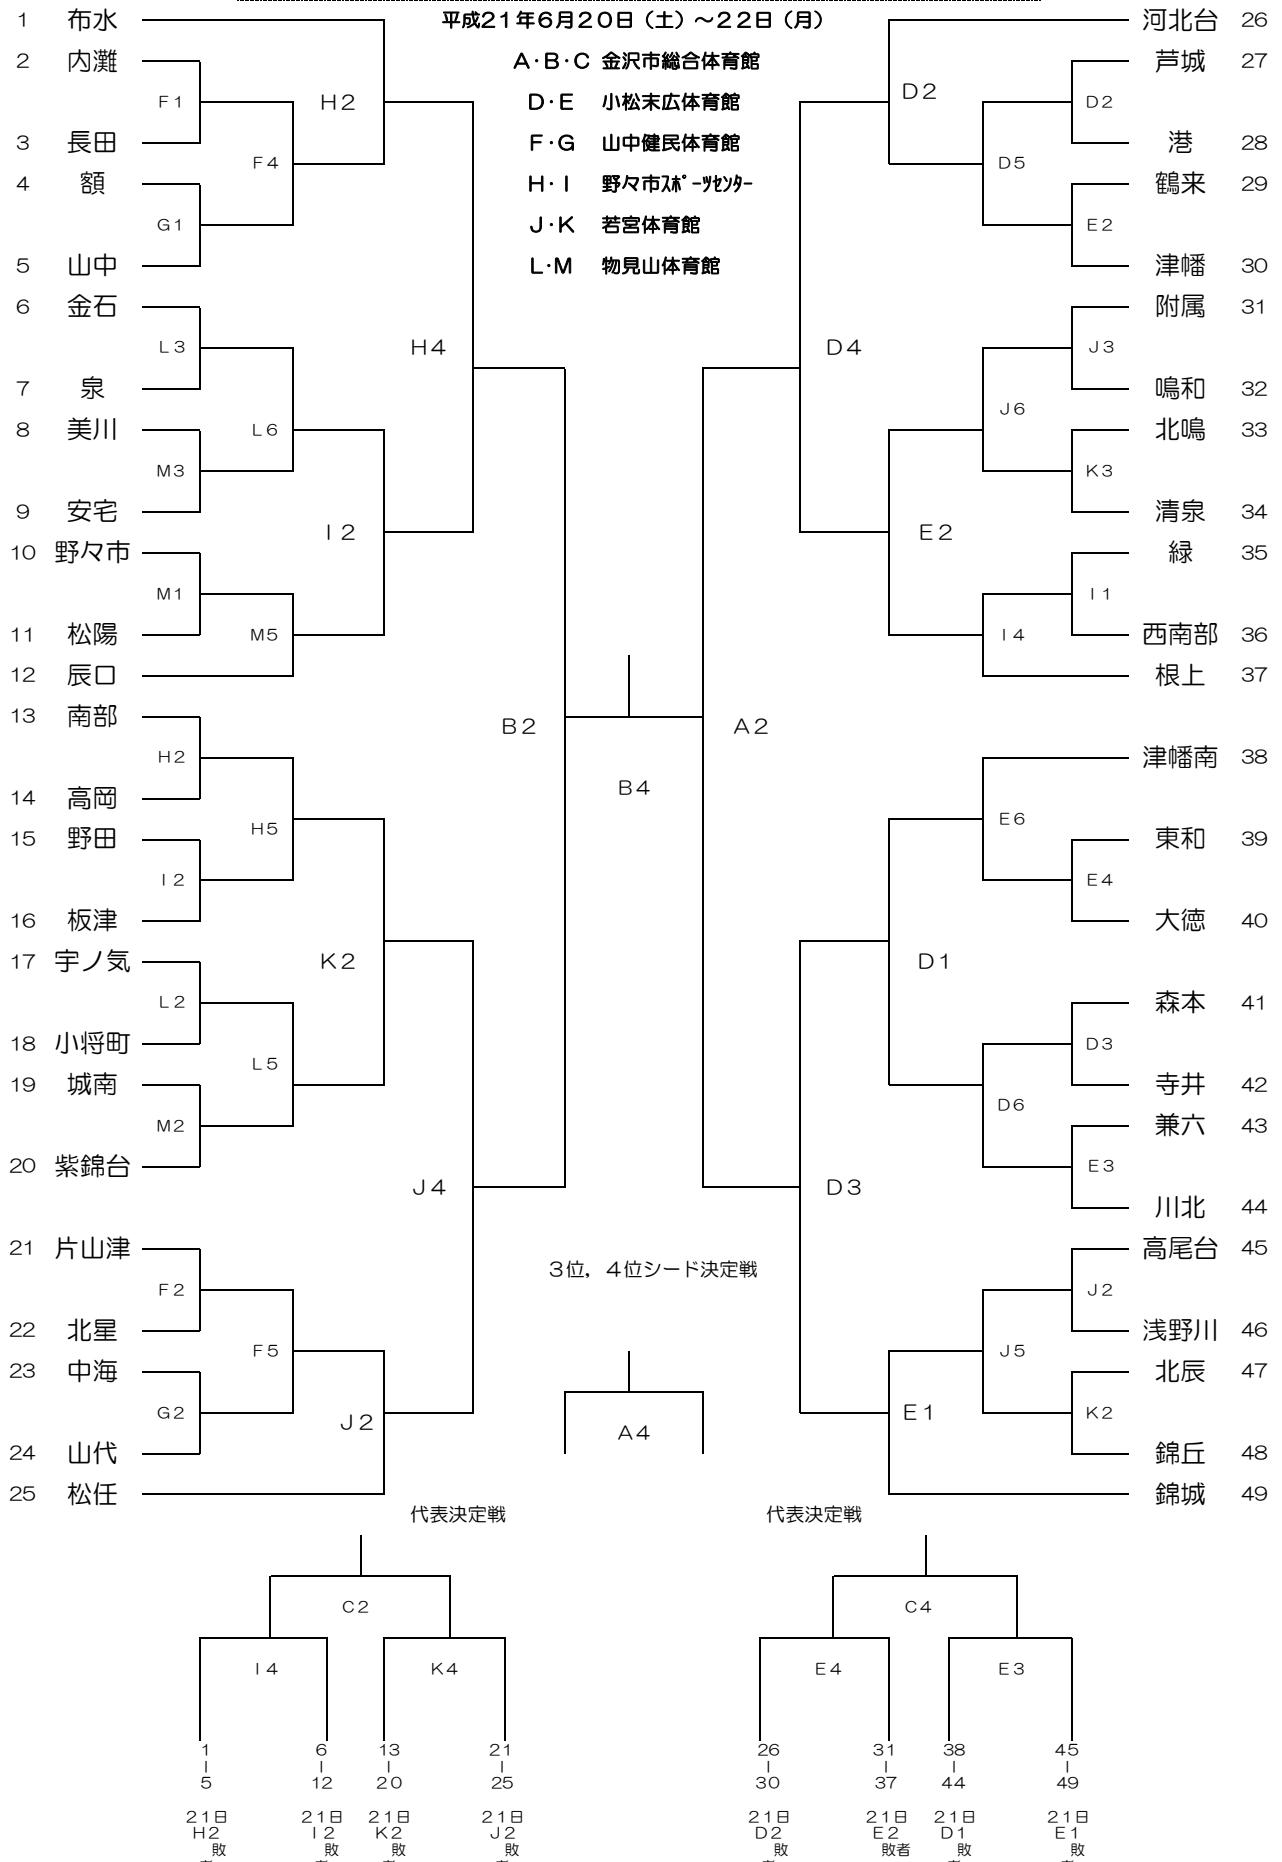 平成21年6月20日（土）～22日（月）
A・B・C 金沢市総合体育館
D・E 小松末広体育館
F・G 山中健民体育館
H・I 野々市ｽﾎﾟｰﾂｾﾝﾀｰ
J・K 若宮体育館
L・M 物見山体育館
1 布水
2 内灘
3 長田
4 額
5 山中
6 金石
7 泉
8 美川
9 安宅
10 野々市
11 松陽
12 辰口
13 南部
14 高岡
15 野田
16 板津
17 宇ノ気
18 小将町
19 城南
20 紫錦台
21 片山津
22 北星
23 中海
24 山代
25 松任
F1
G1
L3
M3
M1
H2
I2
L2
M2
F2
G2
F4
L6
M5
H5
L5
F5
H2
I2
K2
J2
H4
J4
B2
B4
A2
D4
D3
D2
E2
D1
E1
D5
J6
I4
E6
D6
J5
D2
E2
J3
K3
I1
E4
D3
E3
J2
K2
河北台 26
芦城 27
港 28
鶴来 29
津幡 30
附属 31
鳴和 32
北鳴 33
清泉 34
緑 35
西南部 36
根上 37
津幡南 38
東和 39
大徳 40
森本 41
寺井 42
兼六 43
川北 44
高尾台 45
浅野川 46
北辰 47
錦丘 48
錦城 49
3位，4位シード決定戦
A4
代表決定戦
C2
I4 K4
1｜5 6｜12 13｜20 21｜25
21日 21日 21日 21日
H2 I2 K2 J2
敗 敗 敗 敗
代表決定戦
C4
E4 E3
26｜30 31｜37 38｜44 45｜49
21日 21日 21日 21日
D2 E2 D1 E1
敗 敗者 敗 敗